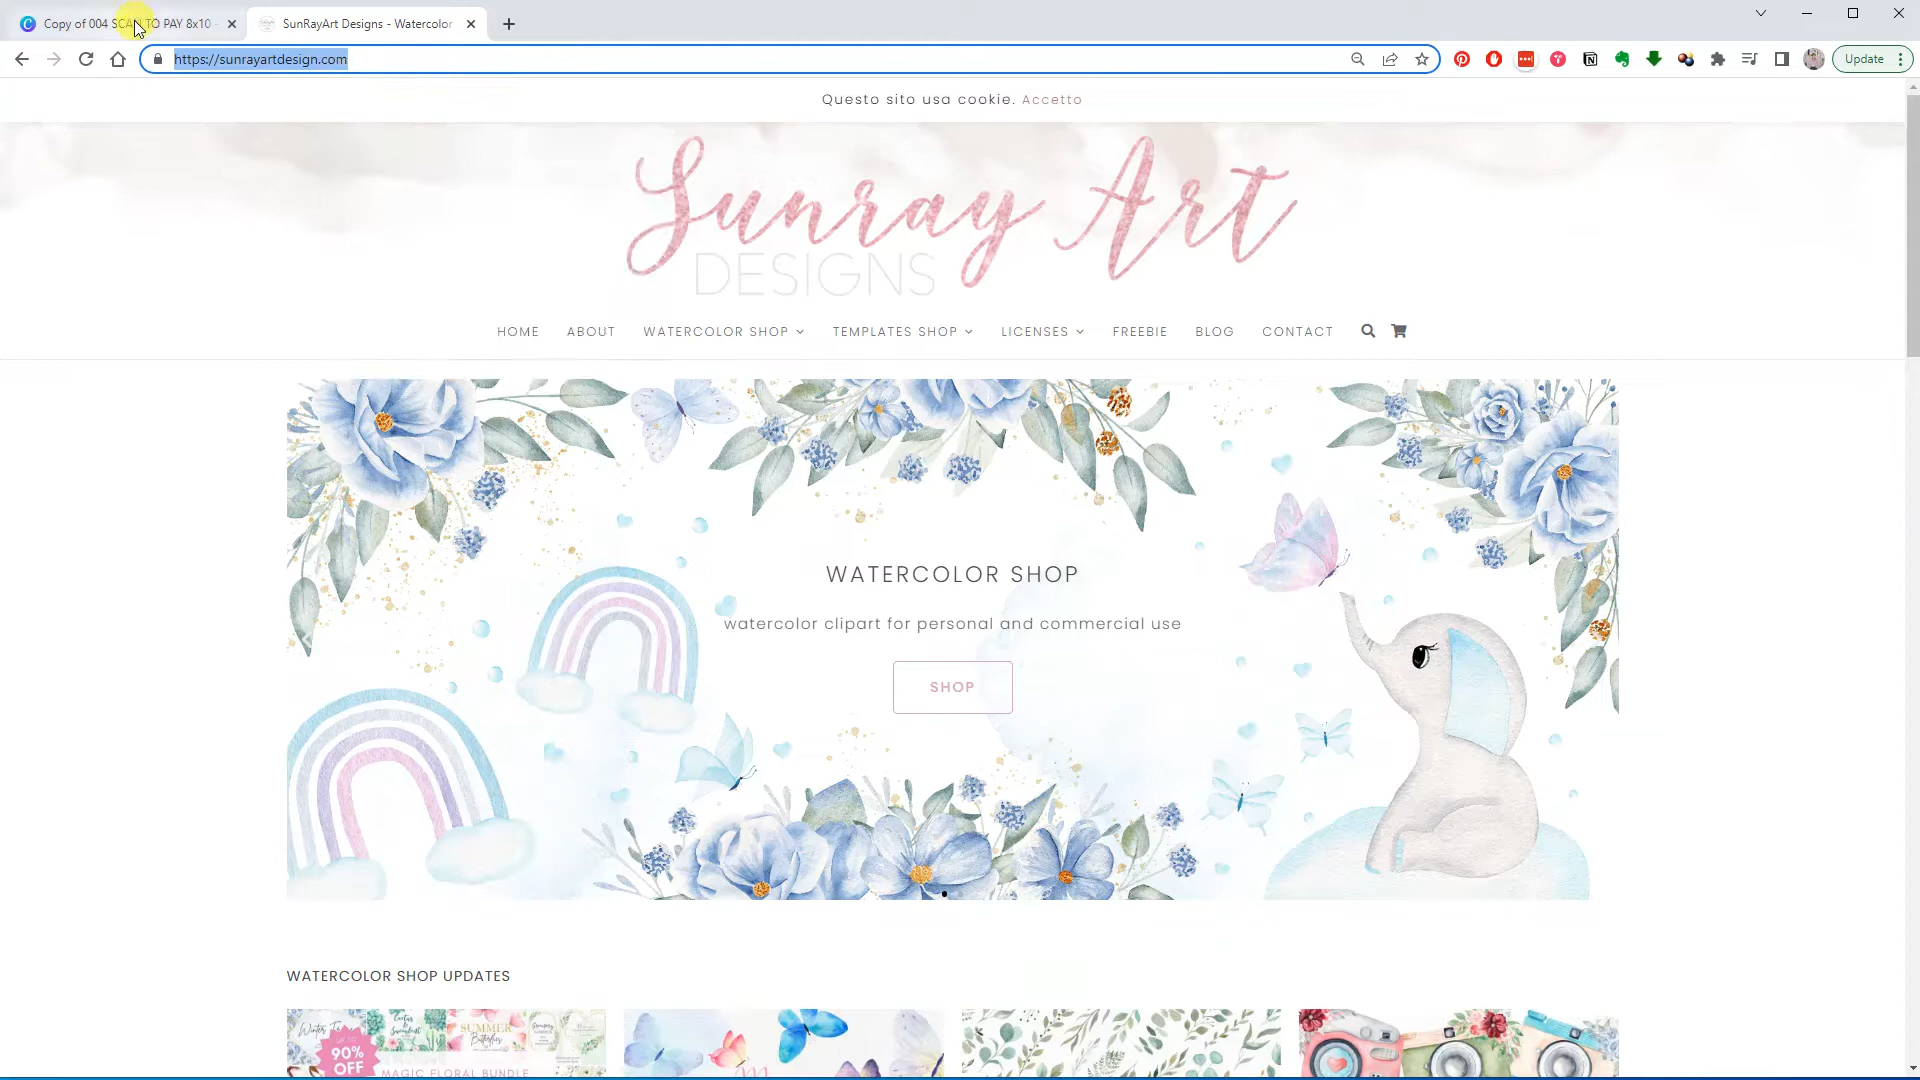 Copy of 004 SCAN TO PAY 8x10 -
SunRayArt Designs - Watercolor
https://sunrayartdesign.com
Update
Questo sito usa cookie. Accetto
Sunray Art
DESIGNS
HOME ABOUT WATERCOLOR SHOP TEMPLATES SHOP LICENSES FREEBIE BLOG CONTACT
WATERCOLOR SHOP
watercolor clipart for personal and commercial use
SHOP
WATERCOLOR SHOP UPDATES
SUMMER
Butterflies
90%
OFF
MAGIC FLORAL BUNDLE